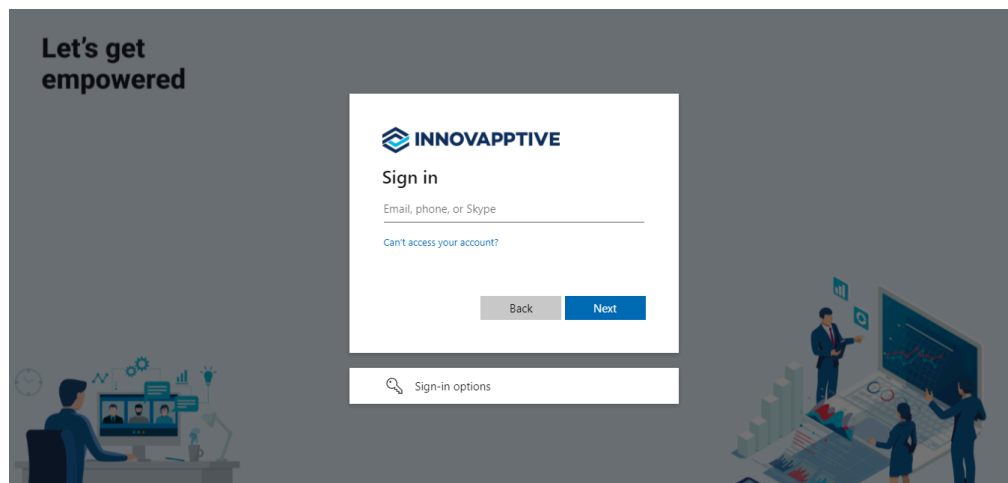 Let's get
empowered
INNOVAPPTIVE
Sign in
Email, phone, or Skype
Can't access your account?
Back
Next
Sign-in options